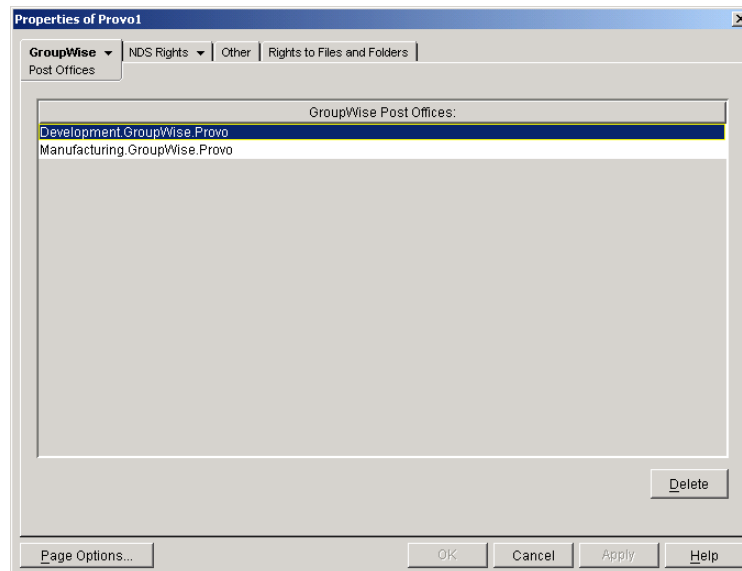 Properties of Provo1
GroupWise NDS Rights Other Rights to Files and Folders
Post Offices
GroupWise Post Offices:
Development.GroupWise.Provo
Manufacturing.GroupWise.Provo
Delete
Page Options... OK Cancel Apply Help